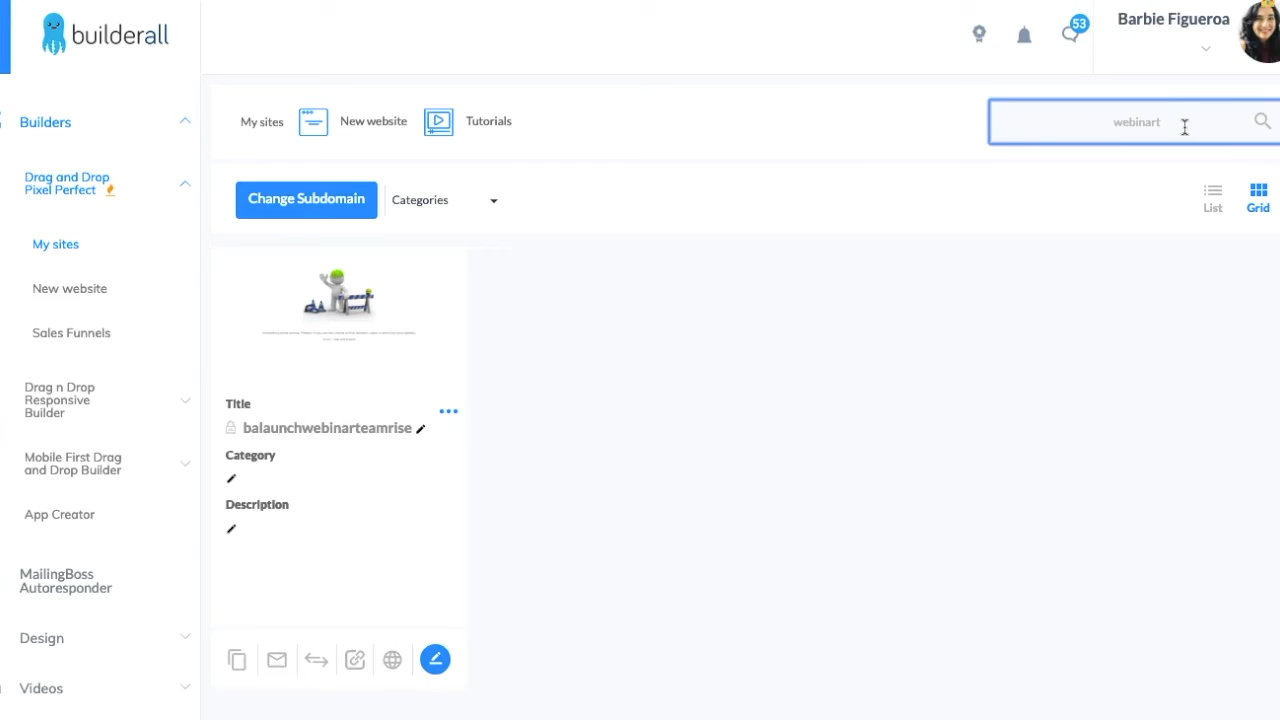 builderall
53
Barbie Figueroa
Builders
My sites
New website
Tutorials
webinart
Drag and Drop
Pixel Perfect
Change Subdomain
Categories
List
Grid
My sites
New website
Sales Funnels
Drag n Drop
Responsive
Builder
Mobile First Drag
and Drop Builder
App Creator
MailingBoss
Autoresponder
Design
Videos
Title
balaunchwebinarteamrise
Category
Description